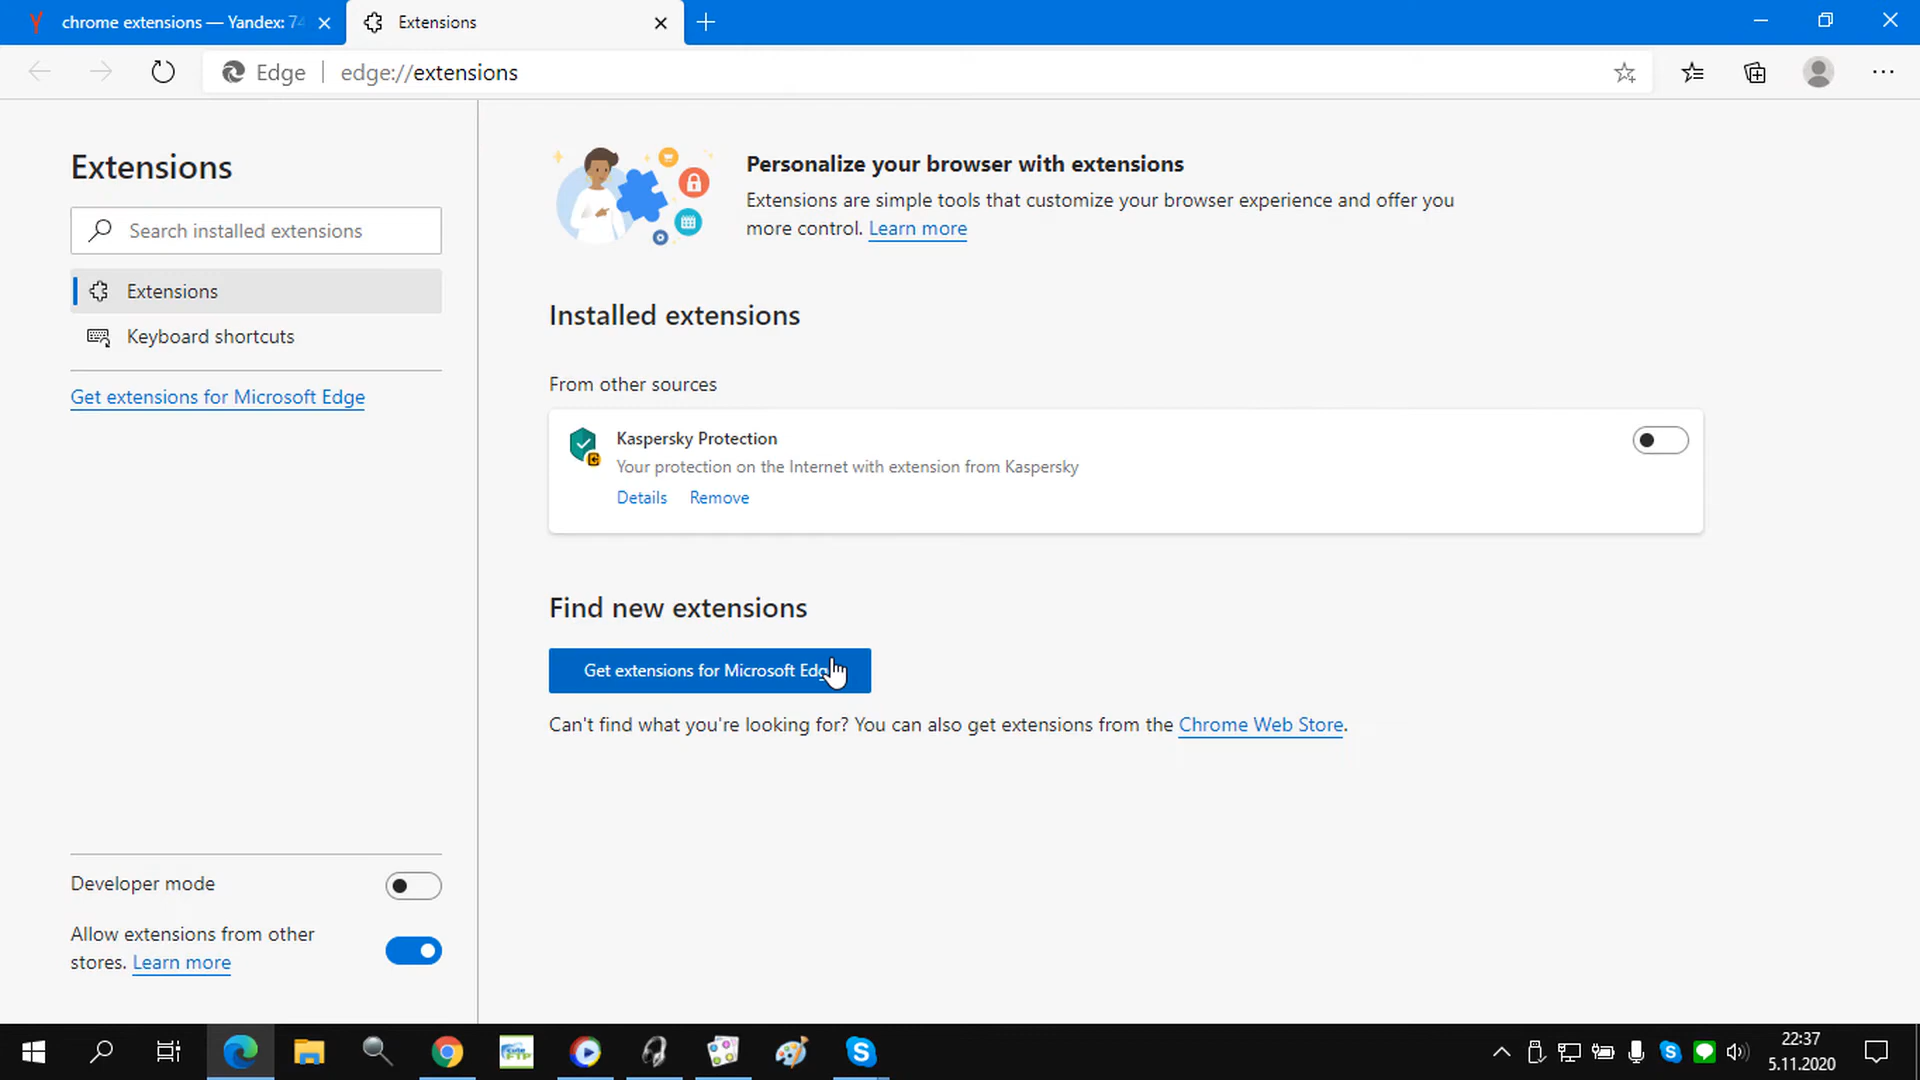 chrome extensions — Yandex: 74
Extensions
Edge
edge://extensions
Extensions
Search installed extensions
Extensions
Keyboard shortcuts
Get extensions for Microsoft Edge
Developer mode
Allow extensions from other
stores. Learn more
Personalize your browser with extensions
Extensions are simple tools that customize your browser experience and offer you
more control. Learn more
Installed extensions
From other sources
Kaspersky Protection
Your protection on the Internet with extension from Kaspersky
Details Remove
Find new extensions
Get extensions for Microsoft Edge
Can't find what you're looking for? You can also get extensions from the Chrome Web Store.
22:37
5.11.2020